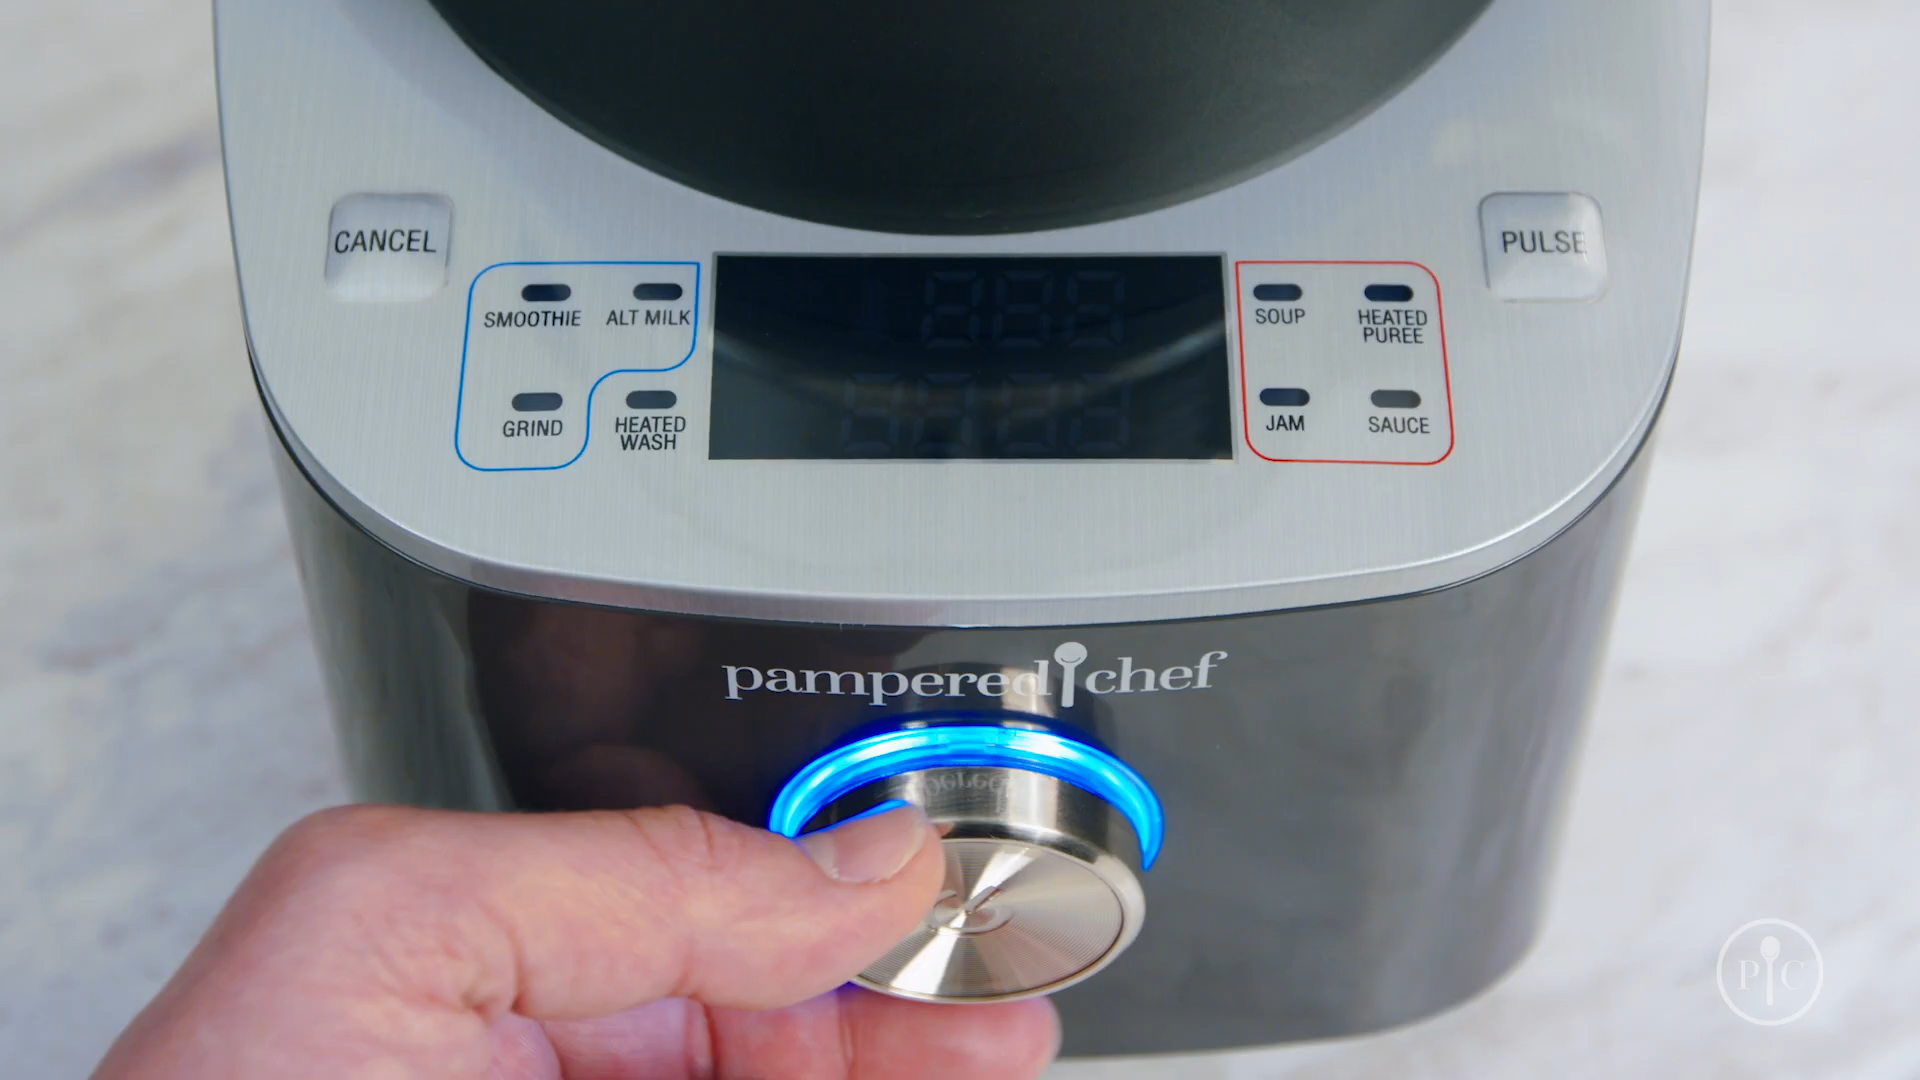 CANCEL
PULSE
SMOOTHIE
ALT MILK
GRIND
HEATED
WASH
SOUP
HEATED
PUREE
JAM
SAUCE
pampered chef
P C